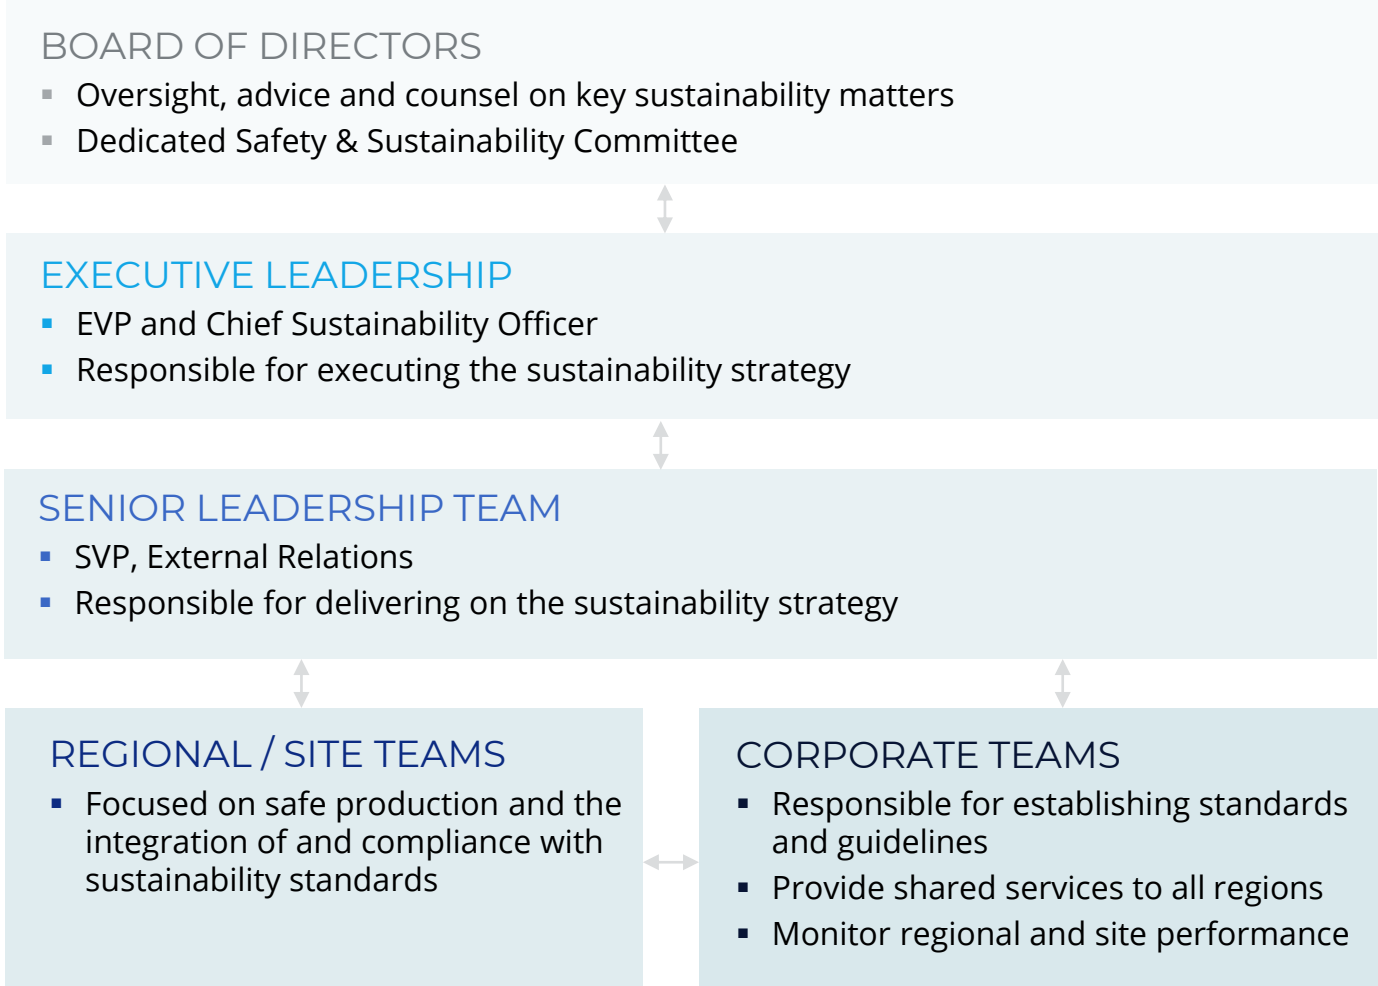 BOARD OF DIRECTORS
▪ Oversight, advice and counsel on key sustainability matters
▪ Dedicated Safety & Sustainability Committee
EXECUTIVE LEADERSHIP
▪ EVP and Chief Sustainability Officer
▪ Responsible for executing the sustainability strategy
SENIOR LEADERSHIP TEAM
▪ SVP, External Relations
▪ Responsible for delivering on the sustainability strategy
REGIONAL / SITE TEAMS
▪ Focused on safe production and the
integration of and compliance with
sustainability standards
CORPORATE TEAMS
▪ Responsible for establishing standards
and guidelines
▪ Provide shared services to all regions
▪ Monitor regional and site performance